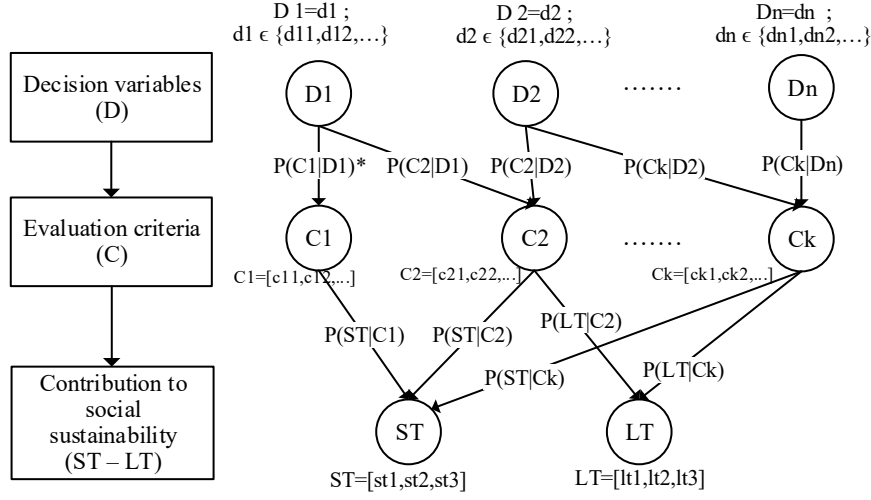 D 1=d1 ;
d1 ϵ {d11,d12,…}
D 2=d2 ;
d2 ϵ {d21,d22,…}
Dn=dn ;
dn ϵ {dn1,dn2,…}
Decision variables
(D)
D1
D2
........
Dn
P(C1|D1)*
P(C2|D1)
P(C2|D2)
P(Ck|D2)
P(Ck|Dn)
Evaluation criteria
(C)
C1
C2
........
Ck
C1=[c11,c12,...]
C2=[c21,c22,...]
Ck=[ck1,ck2,...]
P(ST|C1)
P(ST|C2)
P(LT|C2)
P(ST|Ck)
P(LT|Ck)
Contribution to
social
sustainability
(ST – LT)
ST
LT
ST=[st1,st2,st3]
LT=[lt1,lt2,lt3]